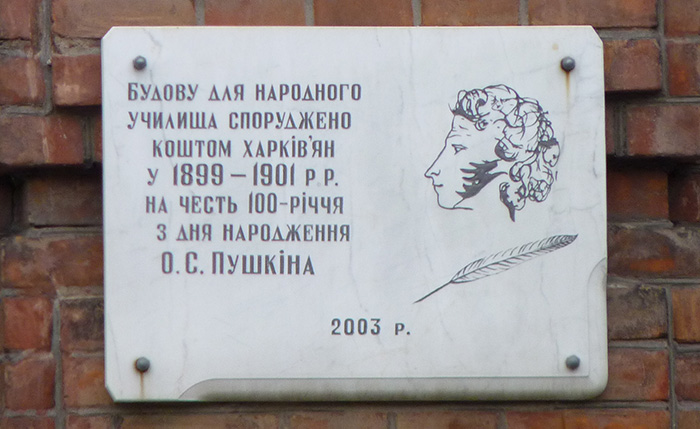 Будову для народного
училища споруджено
коштом харків'ян
у 1899 – 1901 р.р.
на честь 100-річчя
з дня народження
О.С. Пушкіна
2003 р.